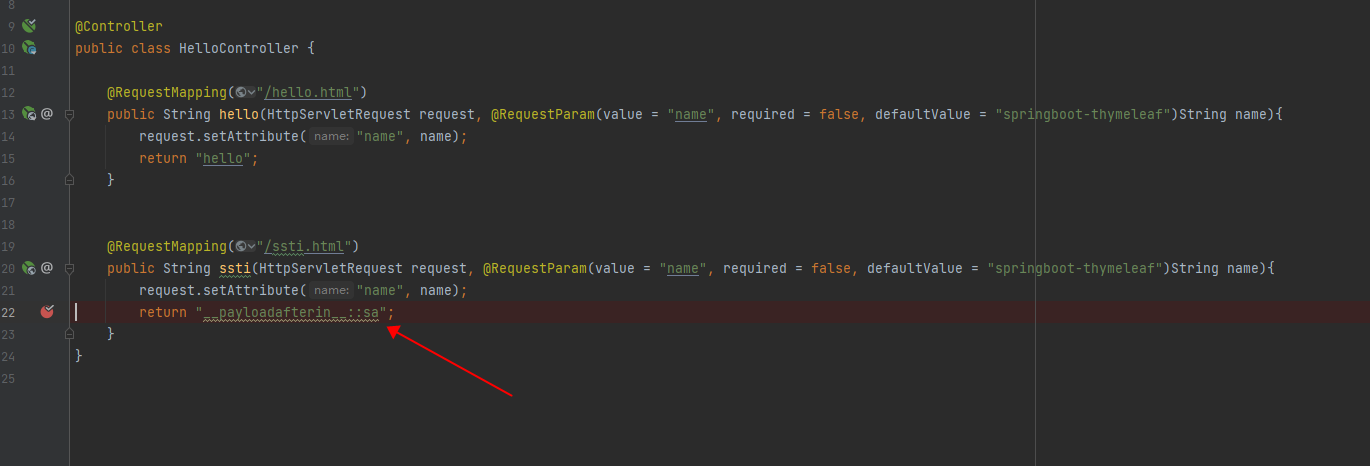 8
9 @Controller
10 public class HelloController {
11
12 @RequestMapping("/hello.html")
13 @ public String hello(HttpServletRequest request, @RequestParam(value = "name", required = false, defaultValue = "springboot-thymeleaf")String name){
14 request.setAttribute( name: "name", name);
15 return "hello";
16 }
17
18
19 @RequestMapping("/ssti.html")
20 @ public String ssti(HttpServletRequest request, @RequestParam(value = "name", required = false, defaultValue = "springboot-thymeleaf")String name){
21 request.setAttribute( name: "name", name);
22 return "__payloadafterin__::sa";
23 }
24 }
25